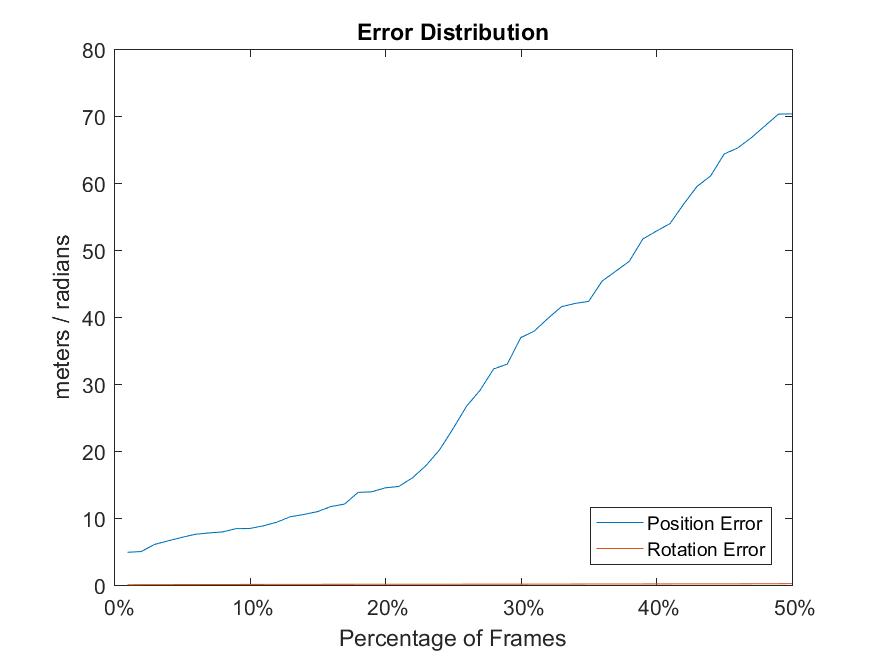 Error Distribution
80
70
60
50
40
30
20
10
0
meters / radians
Position Error
Rotation Error
0% 10% 20% 30% 40% 50%
Percentage of Frames